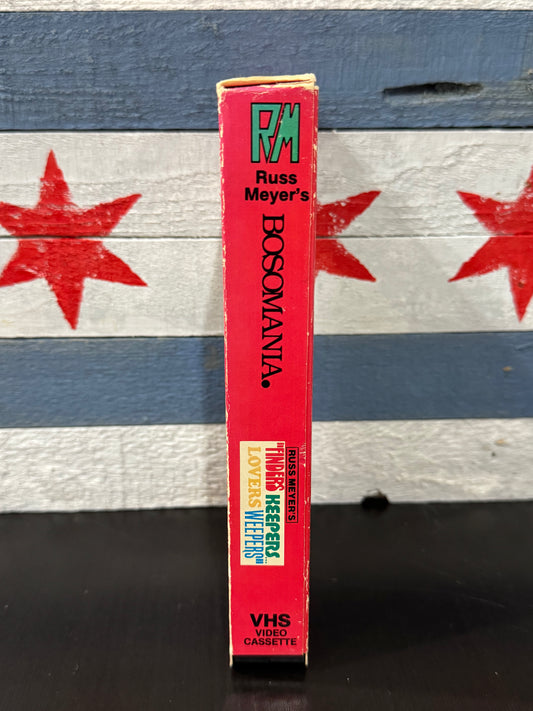 RM
Russ
Meyer's
BOSOMANIA.
RUSS MEYER'S
"FINDERS KEEPERS...
LOVERS WEEPERS!"
VHS
VIDEO
CASSETTE